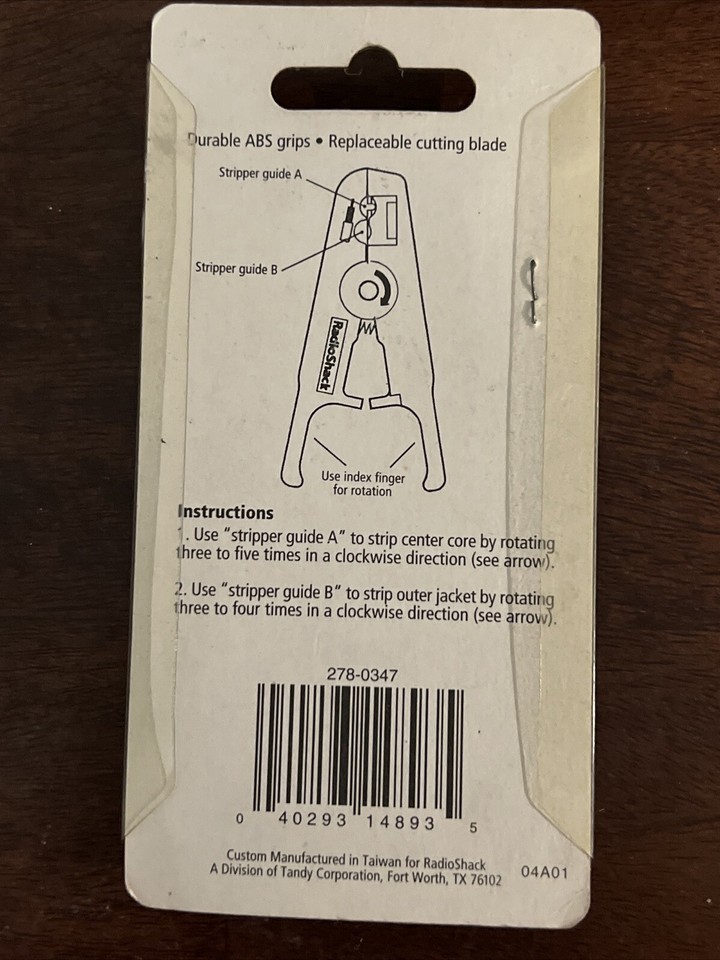 Durable ABS grips • Replaceable cutting blade
Stripper guide A
Stripper guide B
RadioShack
Use index finger
for rotation
Instructions
1. Use “stripper guide A” to strip center core by rotating
three to five times in a clockwise direction (see arrow).
2. Use “stripper guide B” to strip outer jacket by rotating
three to four times in a clockwise direction (see arrow).
278-0347
0 40293 14893 5
Custom Manufactured in Taiwan for RadioShack
A Division of Tandy Corporation, Fort Worth, TX 76102
04A01